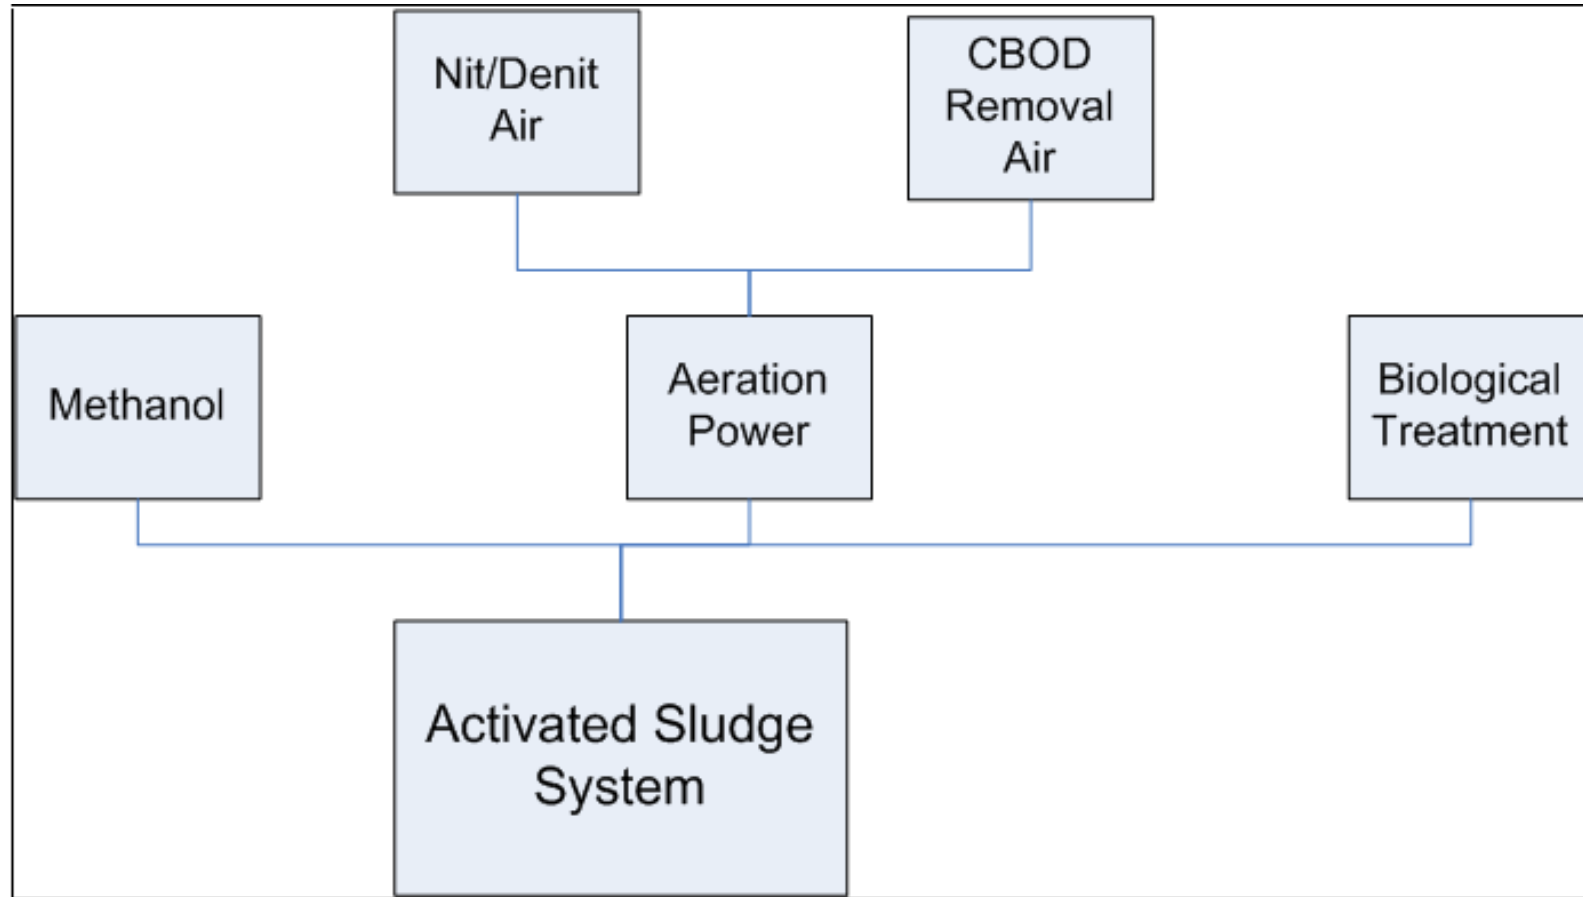 Nit/Denit
Air
CBOD
Removal
Air
Methanol
Aeration
Power
Biological
Treatment
Activated Sludge
System